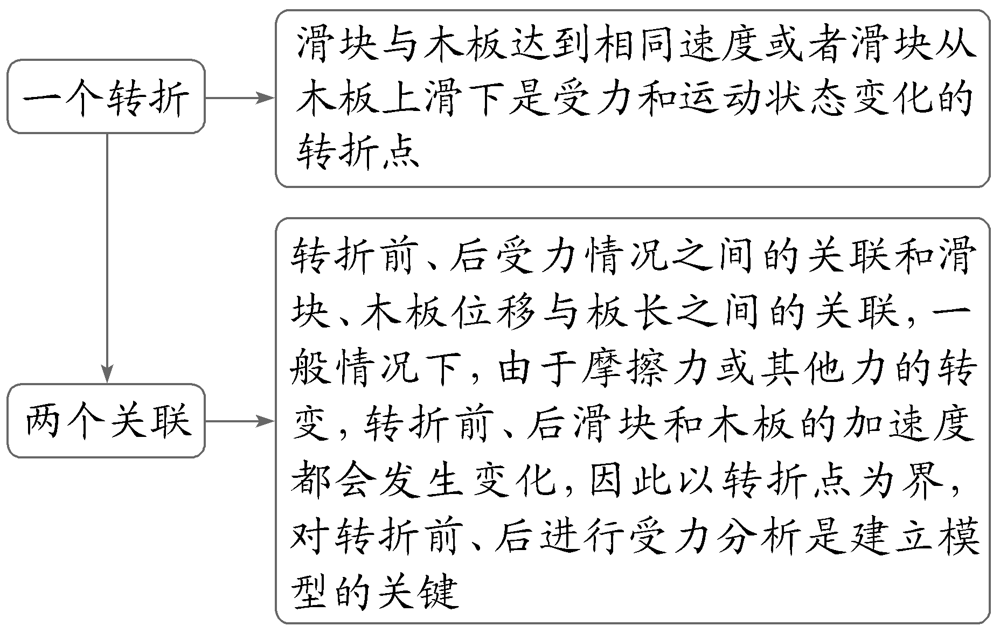 一个转折
滑块与木板达到相同速度或者滑块从
木板上滑下是受力和运动状态变化的
转折点
两个关联
转折前、后受力情况之间的关联和滑
块、木板位移与板长之间的关联,一
般情况下,由于摩擦力或其他力的转
变,转折前、后滑块和木板的加速度
都会发生变化,因此以转折点为界,
对转折前、后进行受力分析是建立模
型的关键